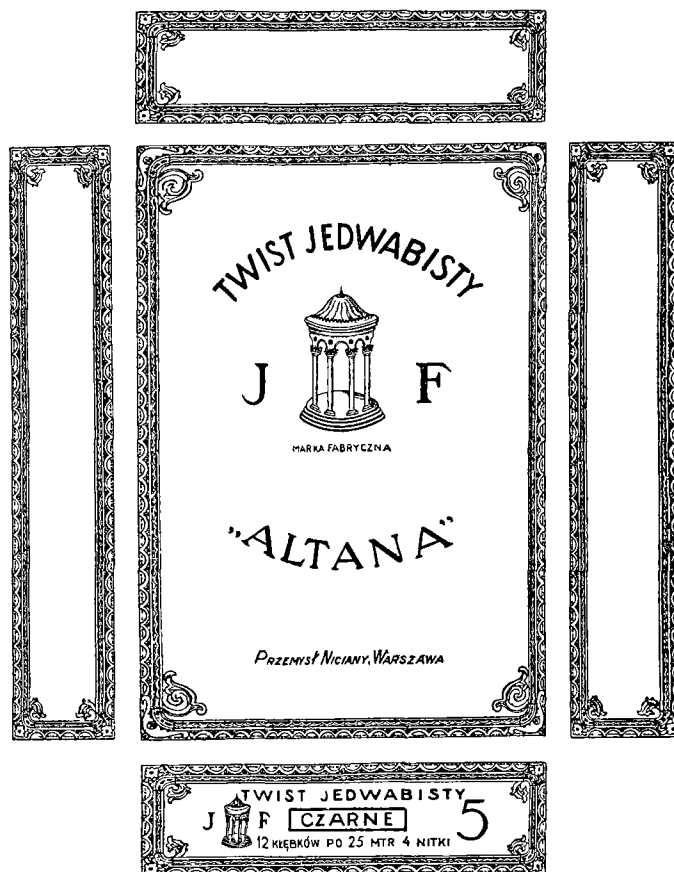 TWIST JEDWABISTY
J F
MARKA FABRYCZNA
"ALTANA"
PRZEMYSŁ NICIANY, WARSZAWA
TWIST JEDWABISTY
J F CZARNE 5
12 KŁĘBKÓW PO 25 MTR 4 NITKI